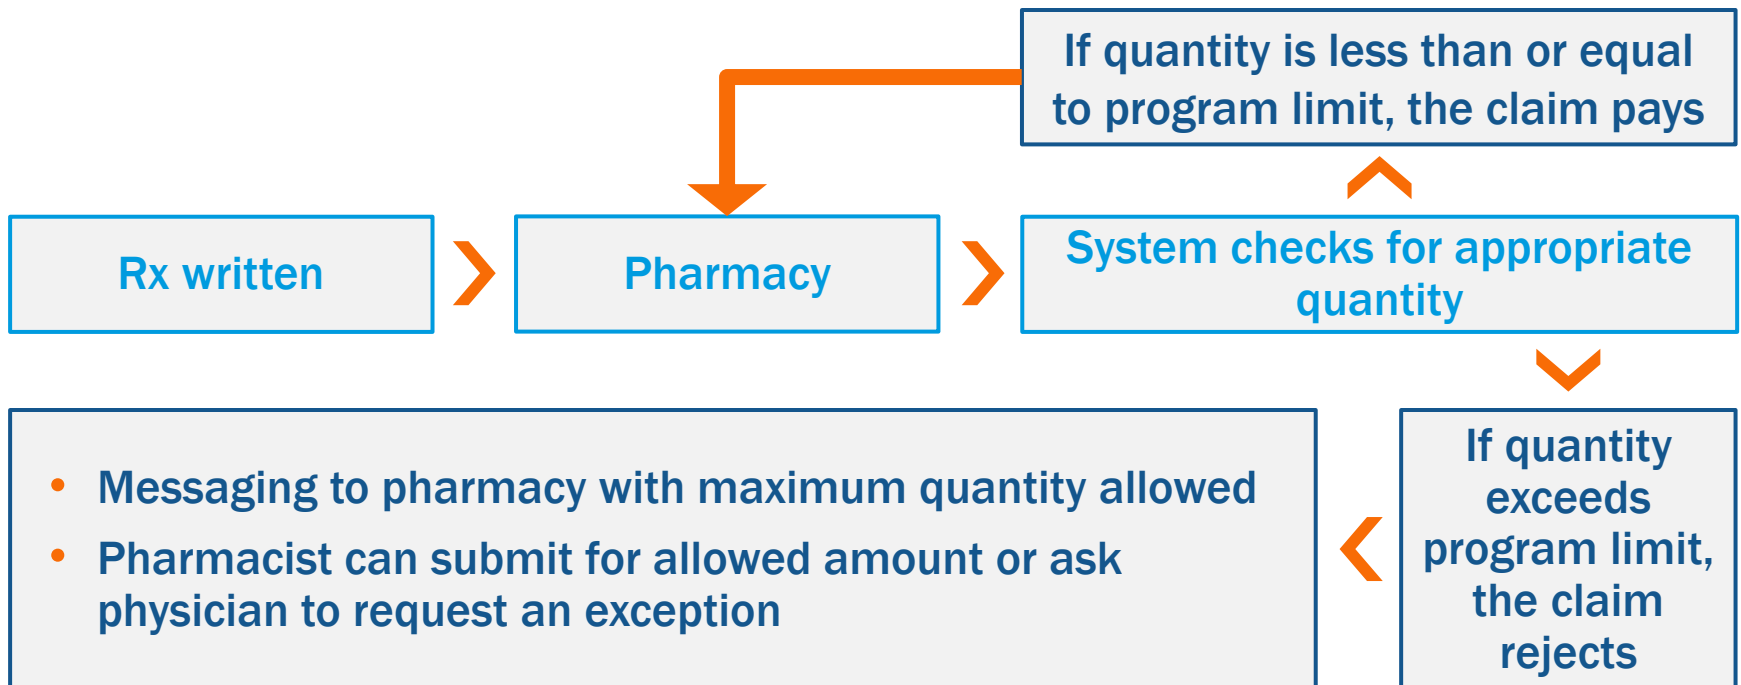 If quantity is less than or equal
to program limit, the claim pays
Rx written
Pharmacy
System checks for appropriate
quantity
• Messaging to pharmacy with maximum quantity allowed
• Pharmacist can submit for allowed amount or ask
physician to request an exception
If quantity
exceeds
program limit,
the claim
rejects